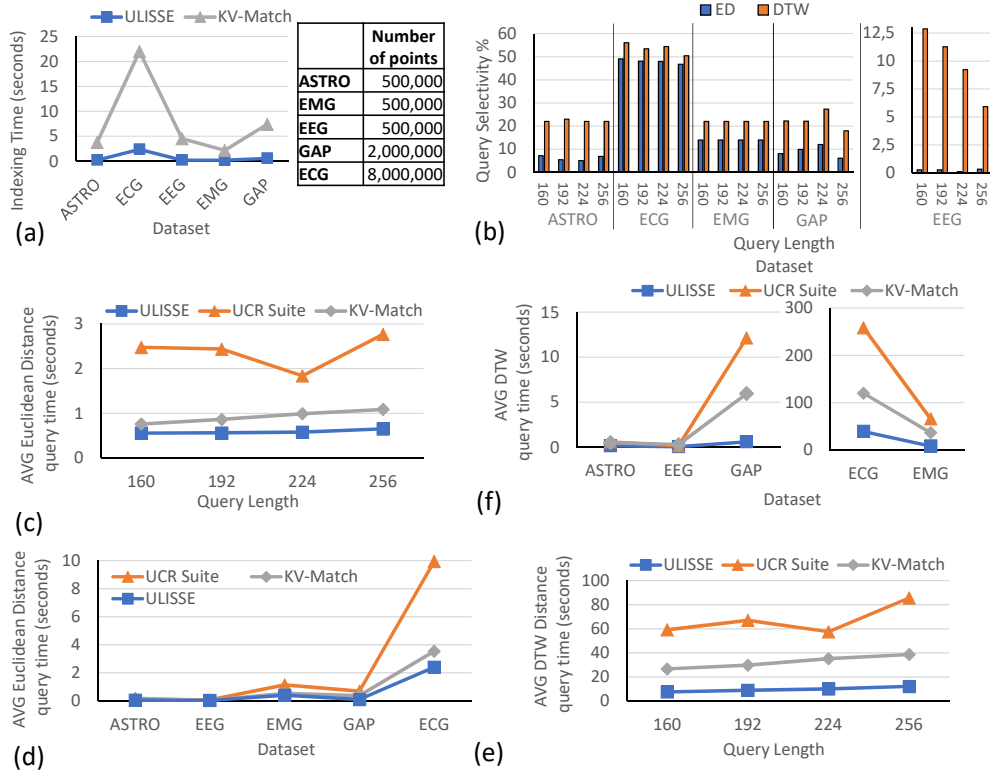 ULISSE KV-Match
Indexing Time (seconds)
25
20
15
10
5
0
ASTRO ECG EEG EMG GAP
Dataset
(a)
Number of points
ASTRO 500,000
EMG 500,000
EEG 500,000
GAP 2,000,000
ECG 8,000,000
ED DTW
Query Selectivity %
60
50
40
30
20
10
0
160 192 224 256 160 192 224 256 160 192 224 256 160 192 224 256
ASTRO ECG EMG GAP
12,5
10
7,5
5
2,5
0
160 192 224 256
EEG
Query Length
Dataset
(b)
ULISSE UCR Suite KV-Match
AVG Euclidean Distance
query time (seconds)
3
2
1
0
160 192 224 256
Query Length
(c)
ULISSE UCR Suite KV-Match
AVG DTW
query time (seconds)
15
10
5
0
ASTRO EEG GAP
300
200
100
0
ECG EMG
Dataset
(f)
AVG Euclidean Distance
query time (seconds)
10
8
6
4
2
0
UCR Suite KV-Match
ULISSE
ASTRO EEG EMG GAP ECG
Dataset
(d)
ULISSE UCR Suite KV-Match
AVG DTW Distance
query time (seconds)
100
80
60
40
20
0
160 192 224 256
Query Length
(e)